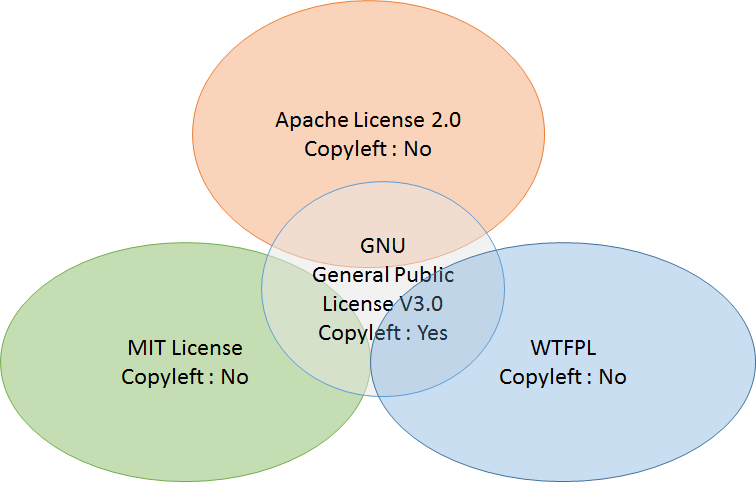 Apache License 2.0
Copyleft : No
GNU
General Public
License V3.0
Copyleft : Yes
MIT License
Copyleft : No
WTFPL
Copyleft : No